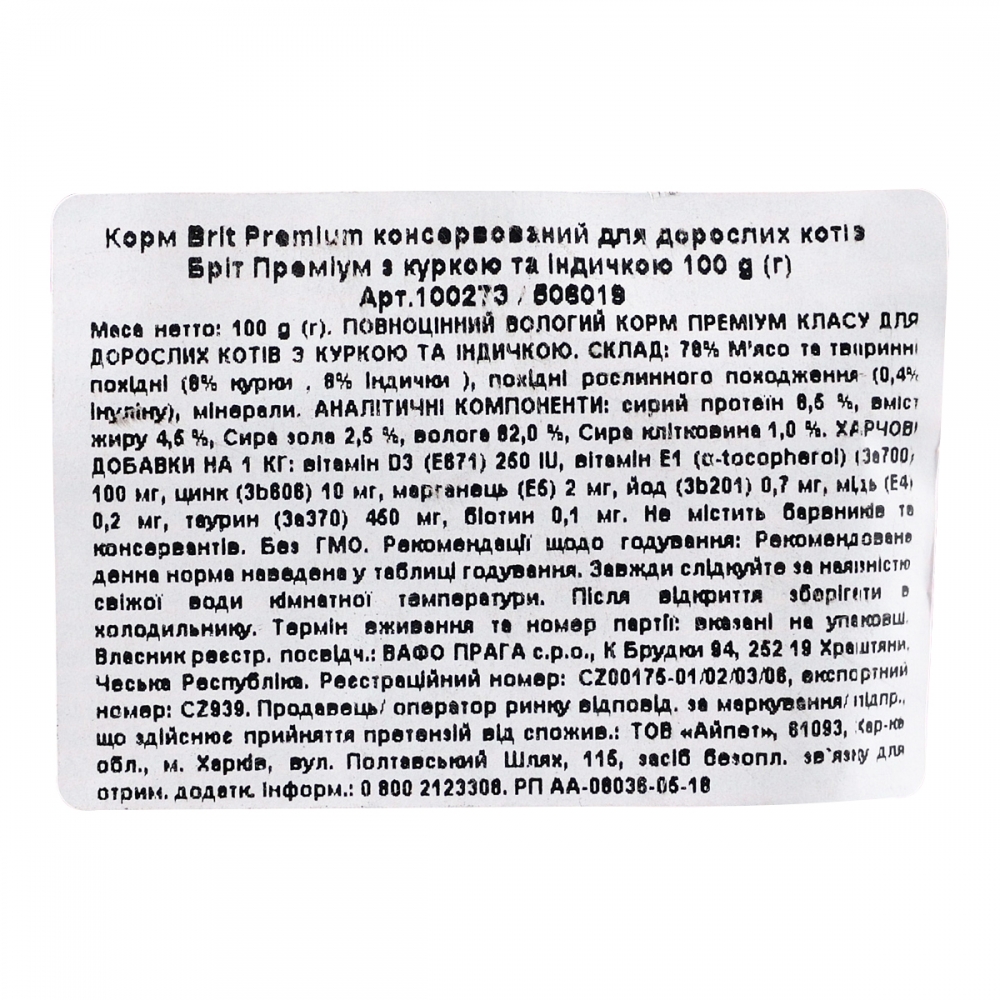 Корм Brit Premium консервований для дорослих котів
Бріт Преміум з куркою та індичкою 100 g (г)
Арт.100273 / 506019
Маса нетто: 100 g (г). ПОВНОЦІННИЙ ВОЛОГИЙ КОРМ ПРЕМІУМ КЛАСУ ДЛЯ
ДОРОСЛИХ КОТІВ З КУРКОЮ ТА ІНДИЧКОЮ. СКЛАД: 78% М'ясо та тваринні
похідні (8% курки , 8% індички ), похідні рослинного походження (0,4%
інуліну), мінерали. АНАЛІТИЧНІ КОМПОНЕНТИ: сирий протеїн 8,5 %, вміст
жиру 4,5 %, Сира зола 2,5 %, волога 82,0 %, Сира клітковина 1,0 %. ХАРЧОВІ
ДОБАВКИ НА 1 КГ: вітамін D3 (E671) 250 IU, вітамін E1 (α-tocopherol) (3a700)
100 мг, цинк (3b606) 10 мг, марганець (E5) 2 мг, йод (3b201) 0,7 мг, мідь (E4)
0,2 мг, таурин (3a370) 450 мг, біотин 0,1 мг. Не містить барвників та
консервантів. Без ГМО. Рекомендації щодо годування: Рекомендована
денна норма наведена у таблиці годування. Завжди слідкуйте за наявністю
свіжої води кімнатної температури. Після відкриття зберігати в
холодильнику. Термін вживання та номер партії: вказані на упаковці.
Власник реєстр. посвідч.: ВАФО ПРАГА с.р.о., К Брудки 94, 252 19 Храштяни,
Чеська Республіка. Реєстраційний номер: CZ00175-01/02/03/06, експортний
номер: CZ939. Продавець/ оператор ринку відповід. за маркування/ підпр.,
що здійснює прийняття претензій від спожив.: ТОВ «Айпет», 61093, Хар-ка
обл., м. Харків, вул. Полтавський Шлях, 115, засіб безопл. зв`язку для
отрим. додатк. інформ.: 0 800 2123308. РП АА-08036-05-18